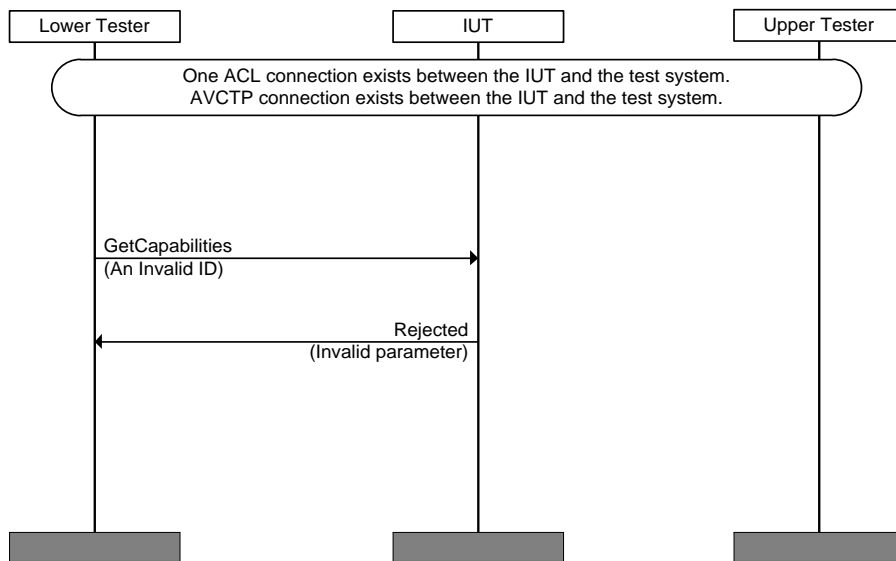 Lower Tester
IUT
Upper Tester
One ACL connection exists between the IUT and the test system.
AVCTP connection exists between the IUT and the test system.
GetCapabilities
(An Invalid ID)
Rejected
(Invalid parameter)